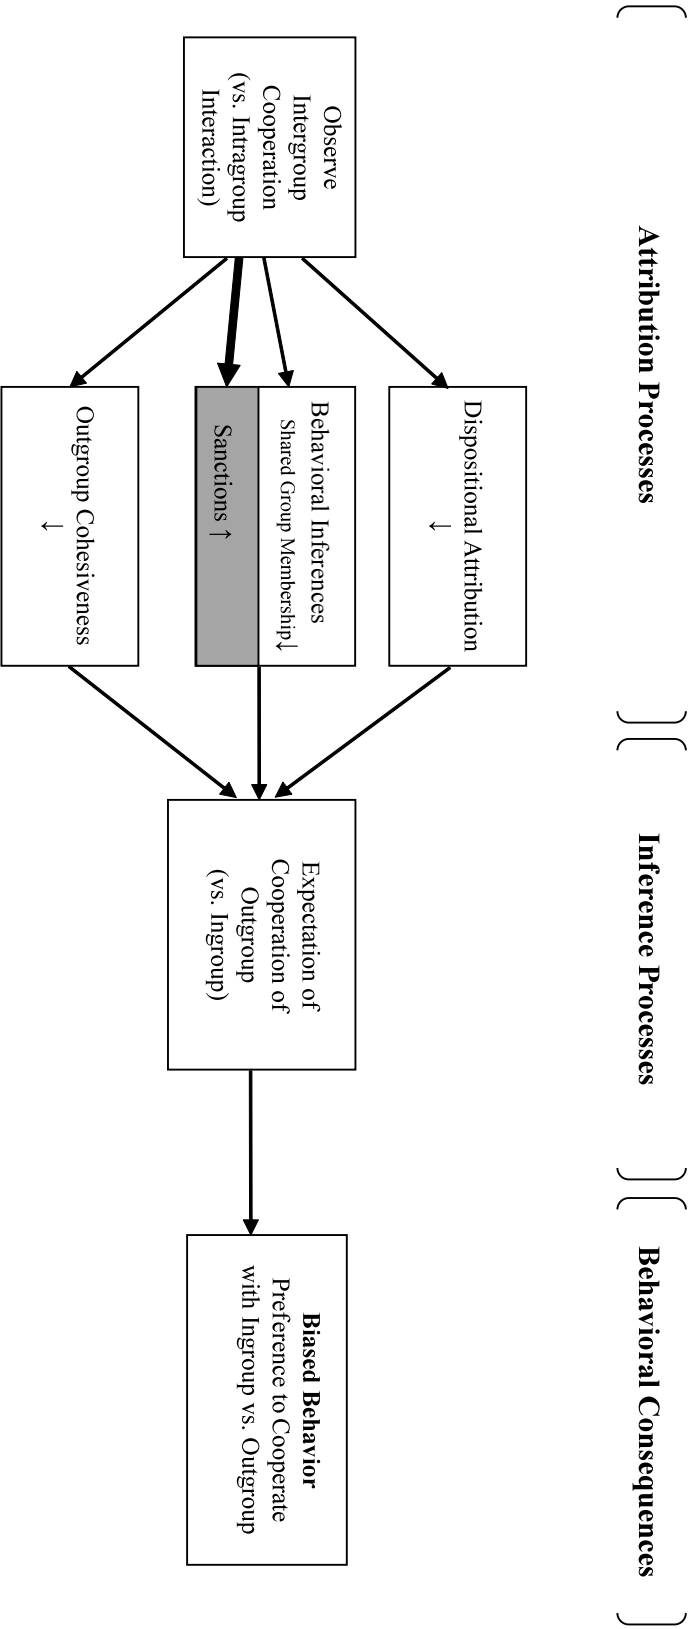 Attribution Processes
Inference Processes
Behavioral Consequences
Observe
Intergroup
Cooperation
(vs. Intragroup
Interaction)
Dispositional Attribution
↓
Behavioral Inferences
Shared Group Membership↓
Sanctions ↑
Outgroup Cohesiveness
↓
Expectation of
Cooperation of
Outgroup
(vs. Ingroup)
Biased Behavior
Preference to Cooperate
with Ingroup vs. Outgroup